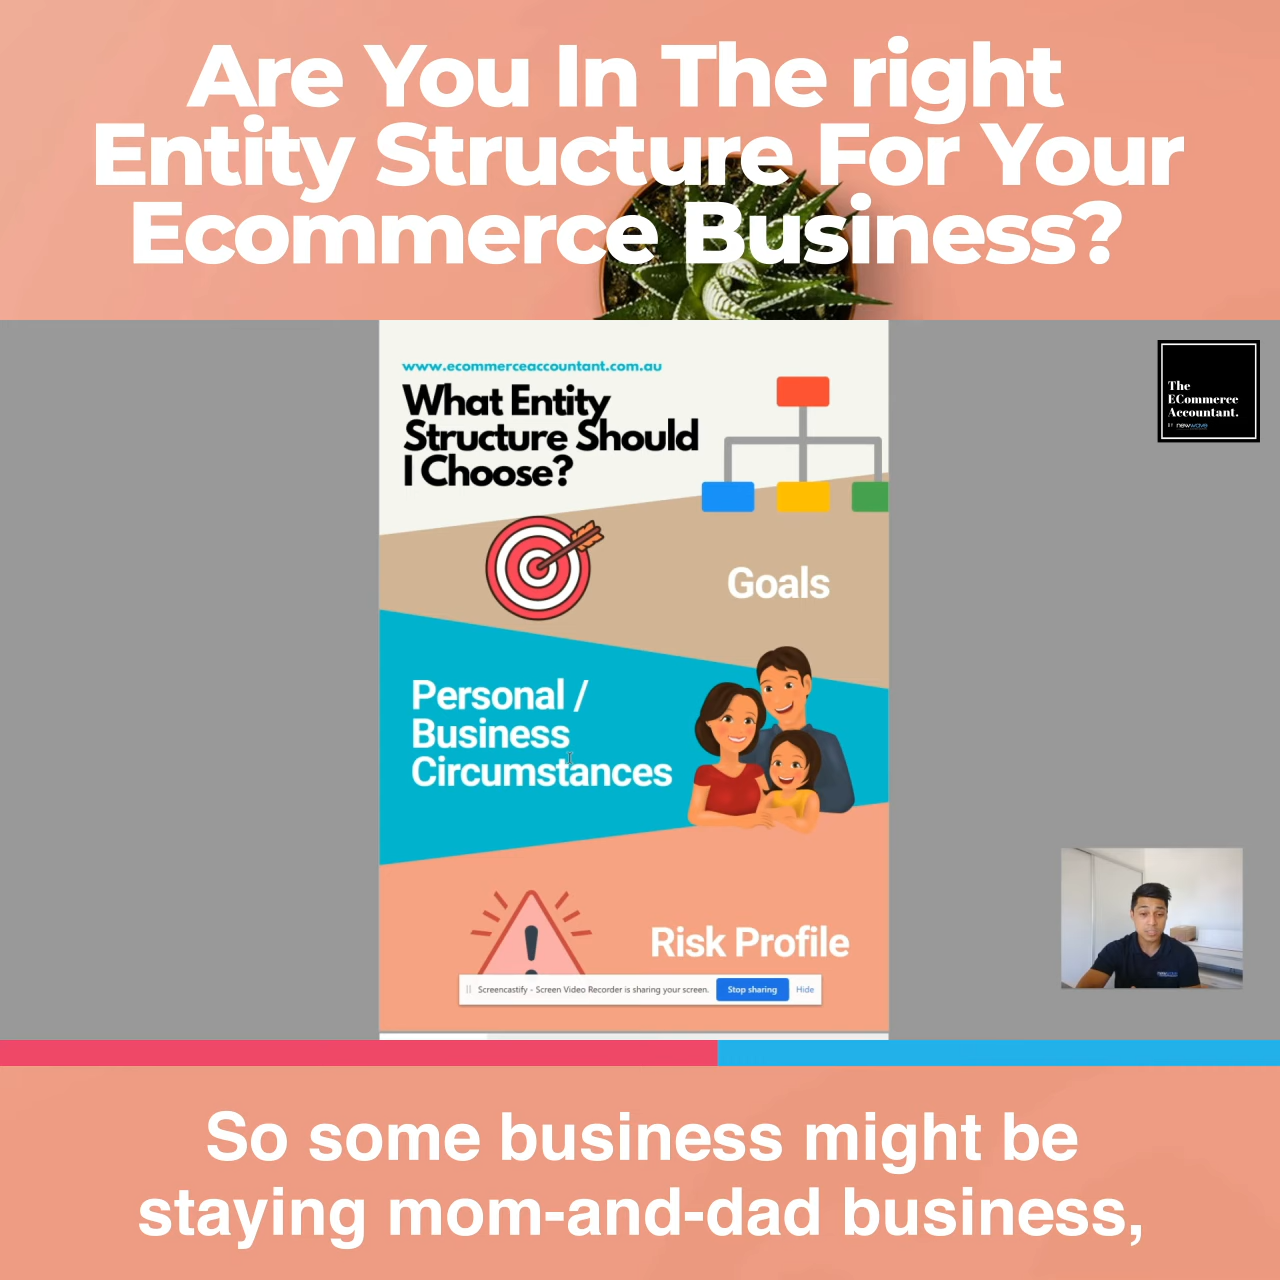 Are You In The right
Entity Structure For Your
Ecommerce Business?
www.ecommerceaccountant.com.au
What Entity
Structure Should
I Choose?
The
ECommerce
Accountant.
BY newwave
Goals
Personal /
Business
Circumstances
Risk Profile
Screencastify - Screen Video Recorder is sharing your screen. Stop sharing Hide
So some business might be
staying mom-and-dad business,